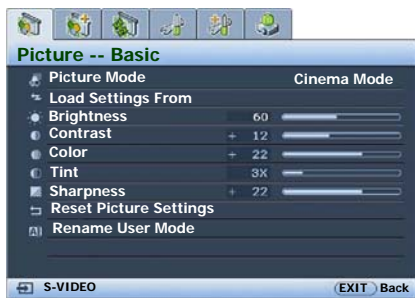 Picture -- Basic
Picture Mode Cinema Mode
Load Settings From
Brightness 60
Contrast + 12
Color + 22
Tint 3X
Sharpness + 22
Reset Picture Settings
Rename User Mode
S-VIDEO EXIT Back